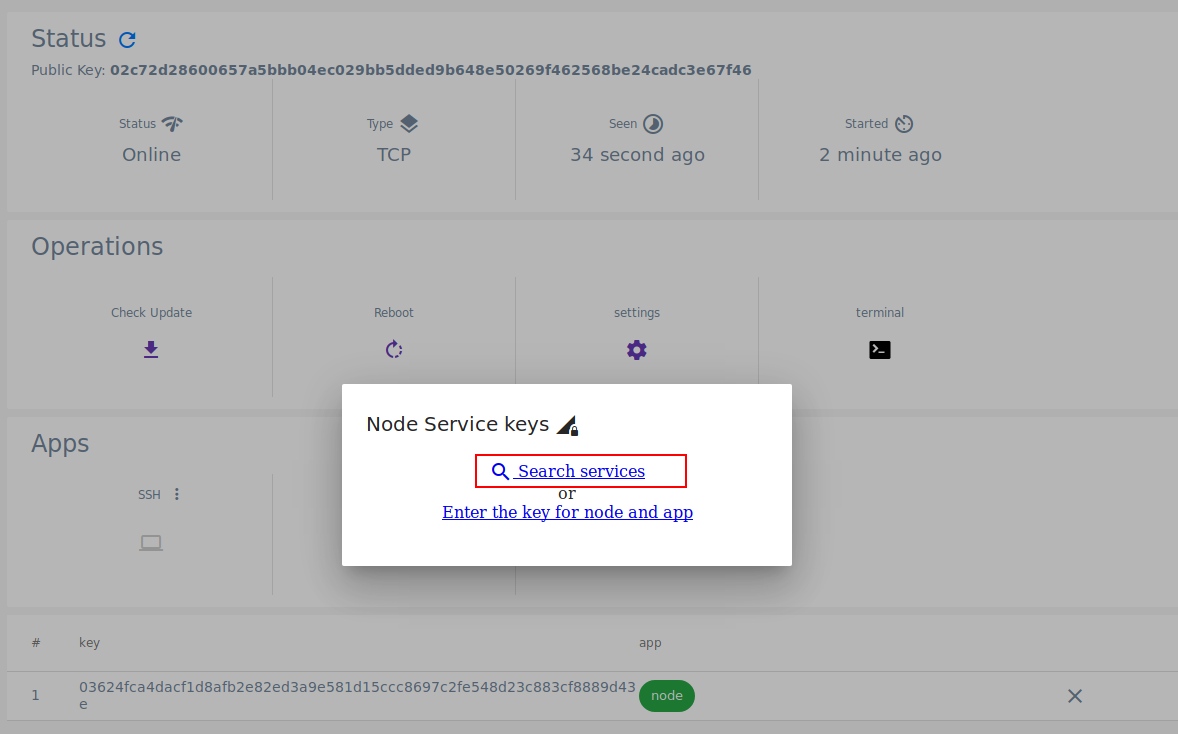 Status
Public Key: 02c72d28600657a5bbb04ec029bb5dded9b648e50269f462568be24cadc3e67f46
Status Type Seen Started
Online TCP 34 second ago 2 minute ago
Operations
Check Update Reboot settings terminal
Node Service keys
Search services
or
Enter the key for node and app
Apps
SSH
# key app
1 03624fca4dacf1d8afb2e82ed3a9e581d15ccc8697c2fe548d23c883cf8889d43 node
e